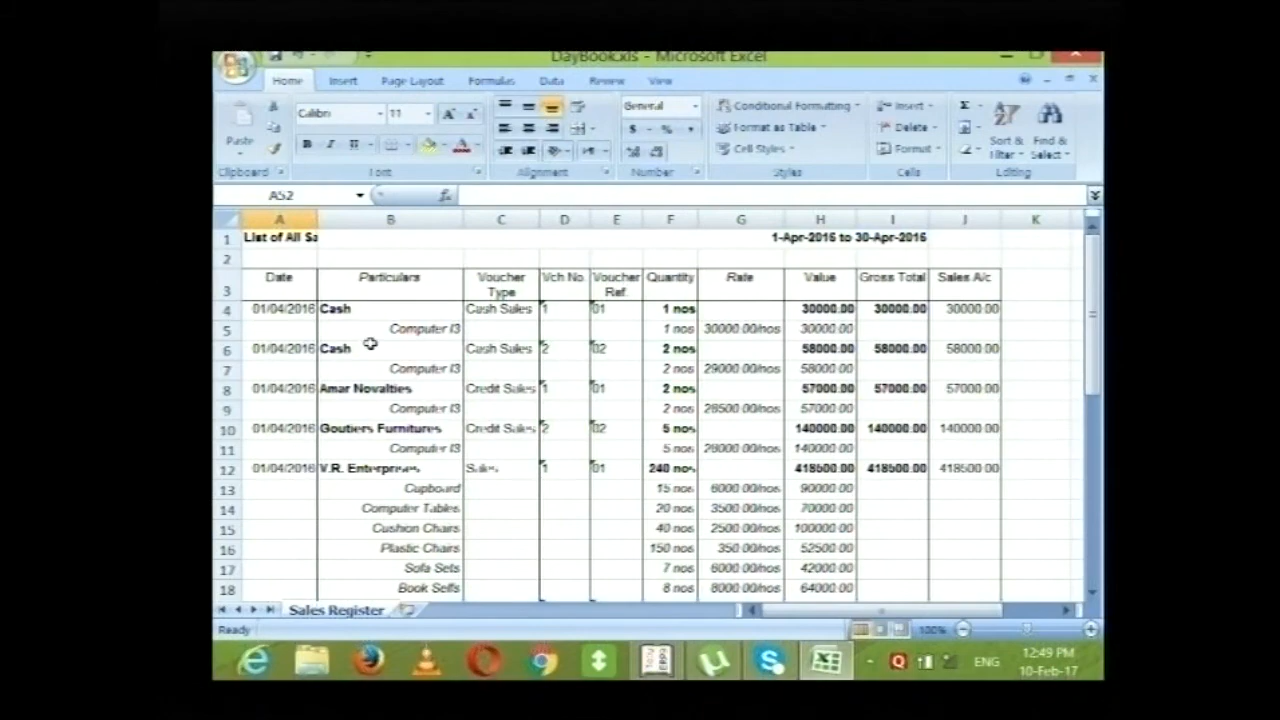 DayBook.xls - Microsoft Excel
Home Insert Page Layout Formulas Data Review View
Calibri 11 General Conditional Formatting Insert Σ
Paste B I U $ % , Format as Table Delete Sort & Find &
Cell Styles Format Filter Select
Clipboard Font Alignment Number Styles Cells Editing
A52 fx
A B C D E F G H I J K
1 List of All Sa 1-Apr-2016 to 30-Apr-2016
2
3 Date Particulars Voucher Type Vch No. Voucher Ref. Quantity Rate Value Gross Total Sales A/c
4 01/04/2016 Cash Cash Sales 1 01 1 nos 30000.00 30000.00 30000.00
5 Computer I3 1 nos 30000.00/nos 30000.00
6 01/04/2016 Cash Cash Sales 2 02 2 nos 58000.00 58000.00 58000.00
7 Computer I3 2 nos 29000.00/nos 58000.00
8 01/04/2016 Amar Novalties Credit Sales 1 01 2 nos 57000.00 57000.00 57000.00
9 Computer I3 2 nos 28500.00/nos 57000.00
10 01/04/2016 Goutiers Furnitures Credit Sales 2 02 5 nos 140000.00 140000.00 140000.00
11 Computer I3 5 nos 28000.00/nos 140000.00
12 01/04/2016 V.R. Enterprises Sales 1 01 240 nos 418500.00 418500.00 418500.00
13 Cupboard 15 nos 6000.00/nos 90000.00
14 Computer Tables 20 nos 3500.00/nos 70000.00
15 Cushion Chairs 40 nos 2500.00/nos 100000.00
16 Plastic Chairs 150 nos 350.00/nos 52500.00
17 Sofa Sets 7 nos 6000.00/nos 42000.00
18 Book Selfs 8 nos 8000.00/nos 64000.00
Sales Register
Ready 100%
ENG 12:49 PM
10-Feb-17